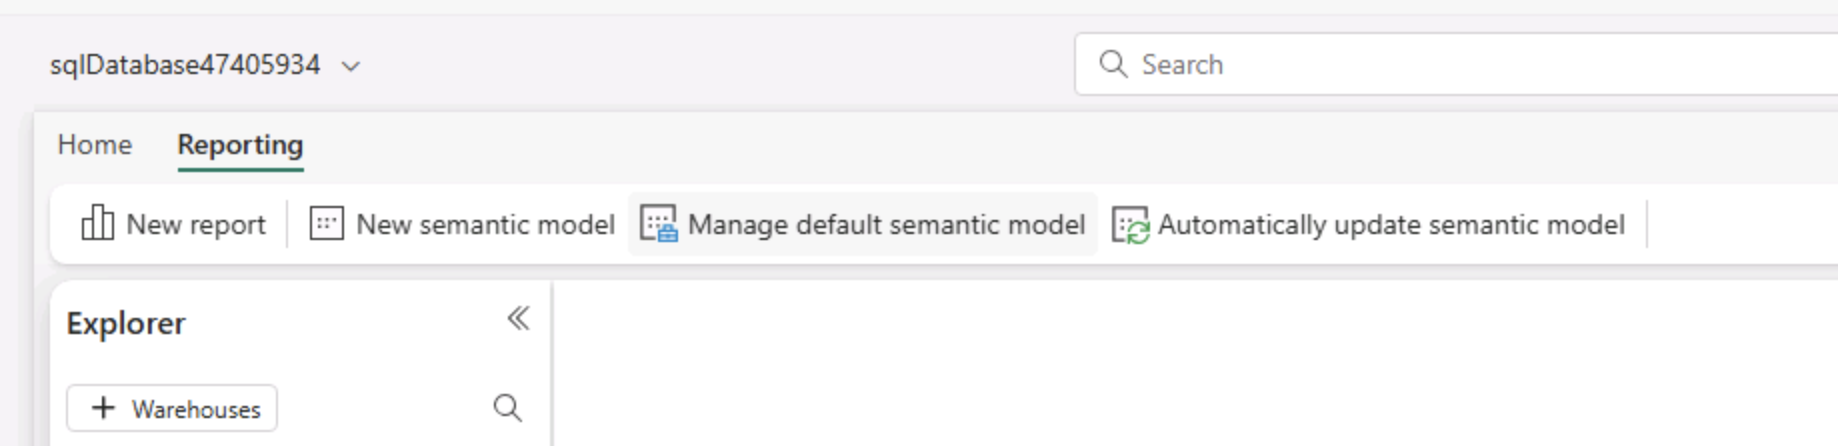 sqlDatabase47405934
Search
Home Reporting
New report New semantic model Manage default semantic model Automatically update semantic model
Explorer
Warehouses